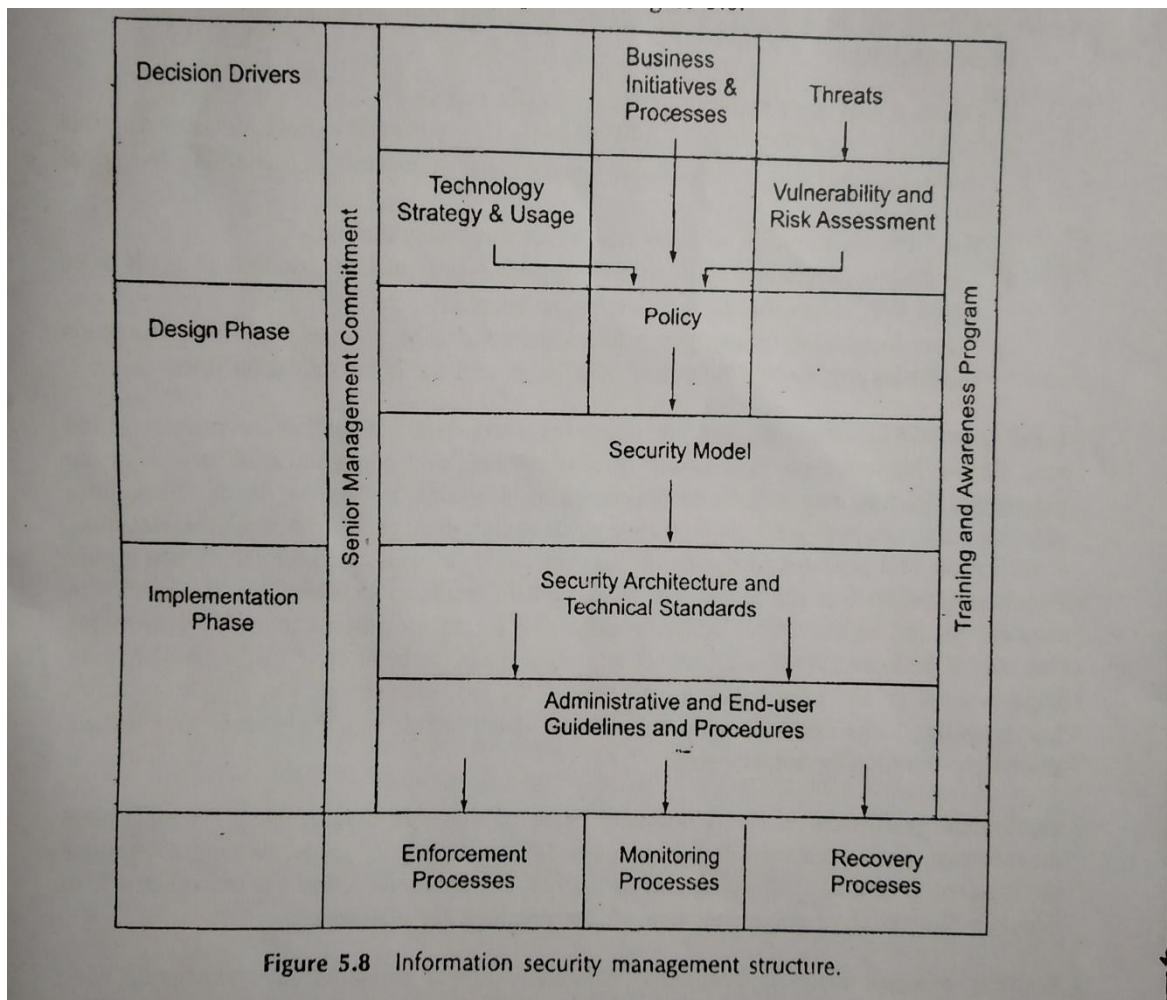 Decision Drivers
Business
Initiatives &
Processes
Threats
Technology
Strategy & Usage
Vulnerability and
Risk Assessment
Senior Management Commitment
Training and Awareness Program
Design Phase
Policy
Security Model
Implementation
Phase
Security Architecture and
Technical Standards
Administrative and End-user
Guidelines and Procedures
Enforcement
Processes
Monitoring
Processes
Recovery
Proceses
Figure 5.8 Information security management structure.